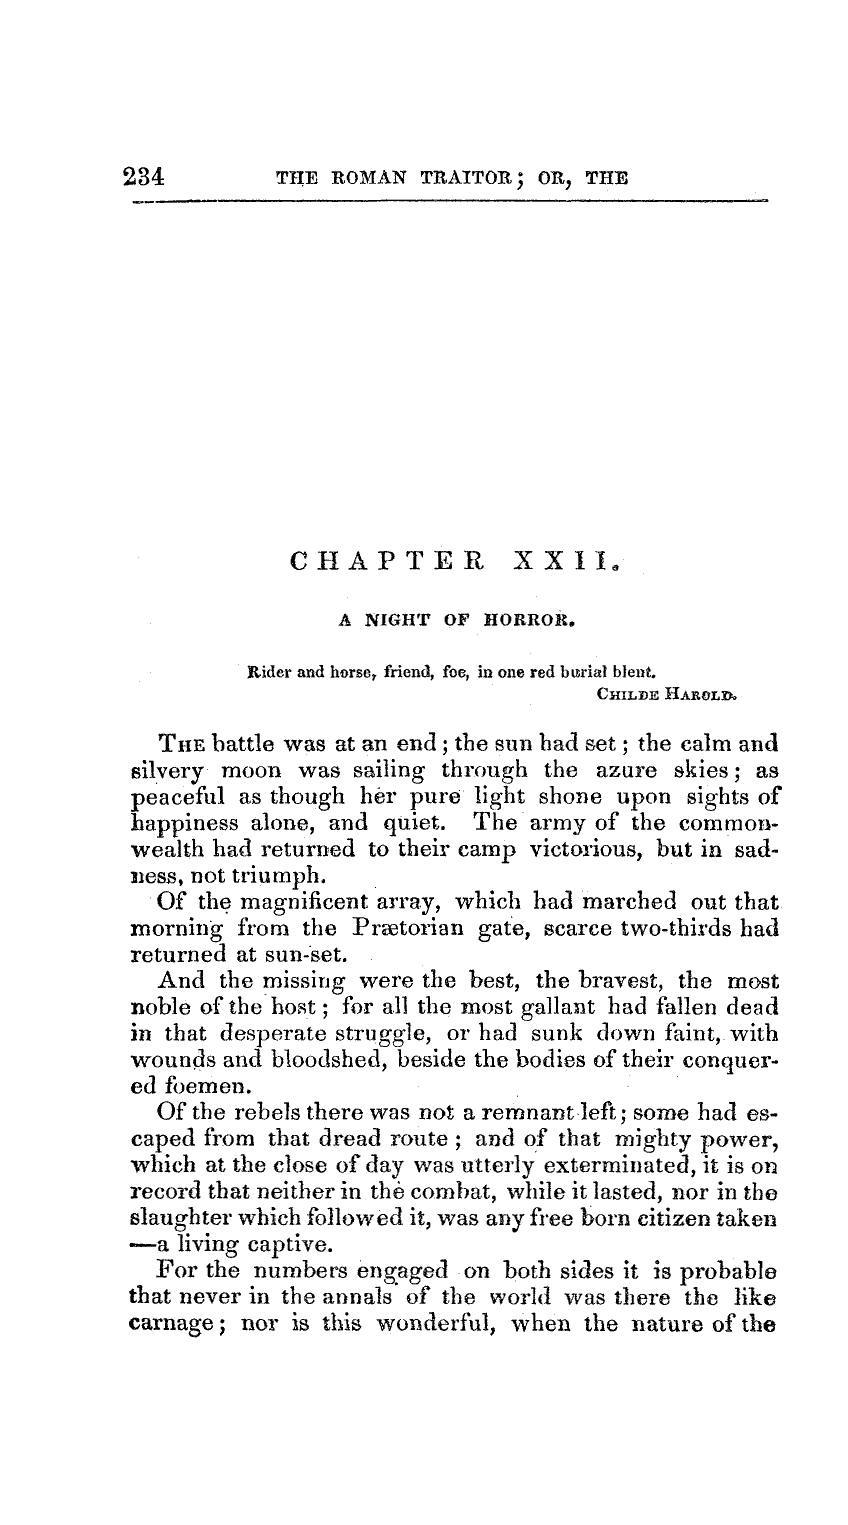 234 THE ROMAN TRAITOR; OR, THE
CHAPTER XXII.
A NIGHT OF HORROR.
Rider and horse, friend, foe, in one red burial blent.
CHILDE HAROLD.
THE battle was at an end; the sun had set; the calm and
silvery moon was sailing through the azure skies; as
peaceful as though her pure light shone upon sights of
happiness alone, and quiet. The army of the common-
wealth had returned to their camp victorious, but in sad-
ness, not triumph.
Of the magnificent array, which had marched out that
morning from the Prætorian gate, scarce two-thirds had
returned at sun-set.
And the missing were the best, the bravest, the most
noble of the host; for all the most gallant had fallen dead
in that desperate struggle, or had sunk down faint, with
wounds and bloodshed, beside the bodies of their conquer-
ed foemen.
Of the rebels there was not a remnant left; some had es-
caped from that dread route; and of that mighty power,
which at the close of day was utterly exterminated, it is on
record that neither in the combat, while it lasted, nor in the
slaughter which followed it, was any free born citizen taken
—a living captive.
For the numbers engaged on both sides it is probable
that never in the annals of the world was there the like
carnage; nor is this wonderful, when the nature of the